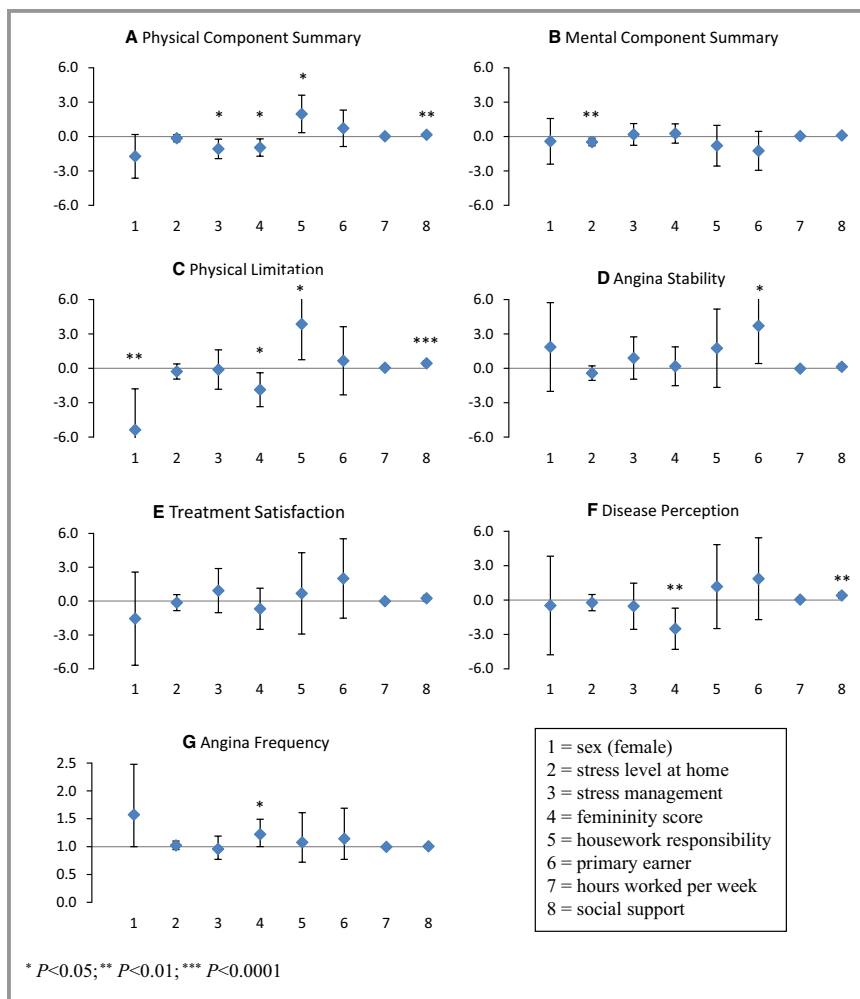 A Physical Component Summary
6.0
3.0
0.0
-3.0
-6.0
* * * **
1 2 3 4 5 6 7 8
B Mental Component Summary
6.0
3.0
0.0
-3.0
-6.0
**
1 2 3 4 5 6 7 8
C Physical Limitation
6.0
3.0
0.0
-3.0
-6.0
** * * ***
1 2 3 4 5 6 7 8
D Angina Stability
6.0
3.0
0.0
-3.0
-6.0
*
1 2 3 4 5 6 7 8
E Treatment Satisfaction
6.0
3.0
0.0
-3.0
-6.0
1 2 3 4 5 6 7 8
F Disease Perception
6.0
3.0
0.0
-3.0
-6.0
** **
1 2 3 4 5 6 7 8
G Angina Frequency
2.5
2.0
1.5
1.0
0.5
0.0
*
1 2 3 4 5 6 7 8
1 = sex (female)
2 = stress level at home
3 = stress management
4 = femininity score
5 = housework responsibility
6 = primary earner
7 = hours worked per week
8 = social support
* P<0.05; ** P<0.01; *** P<0.0001